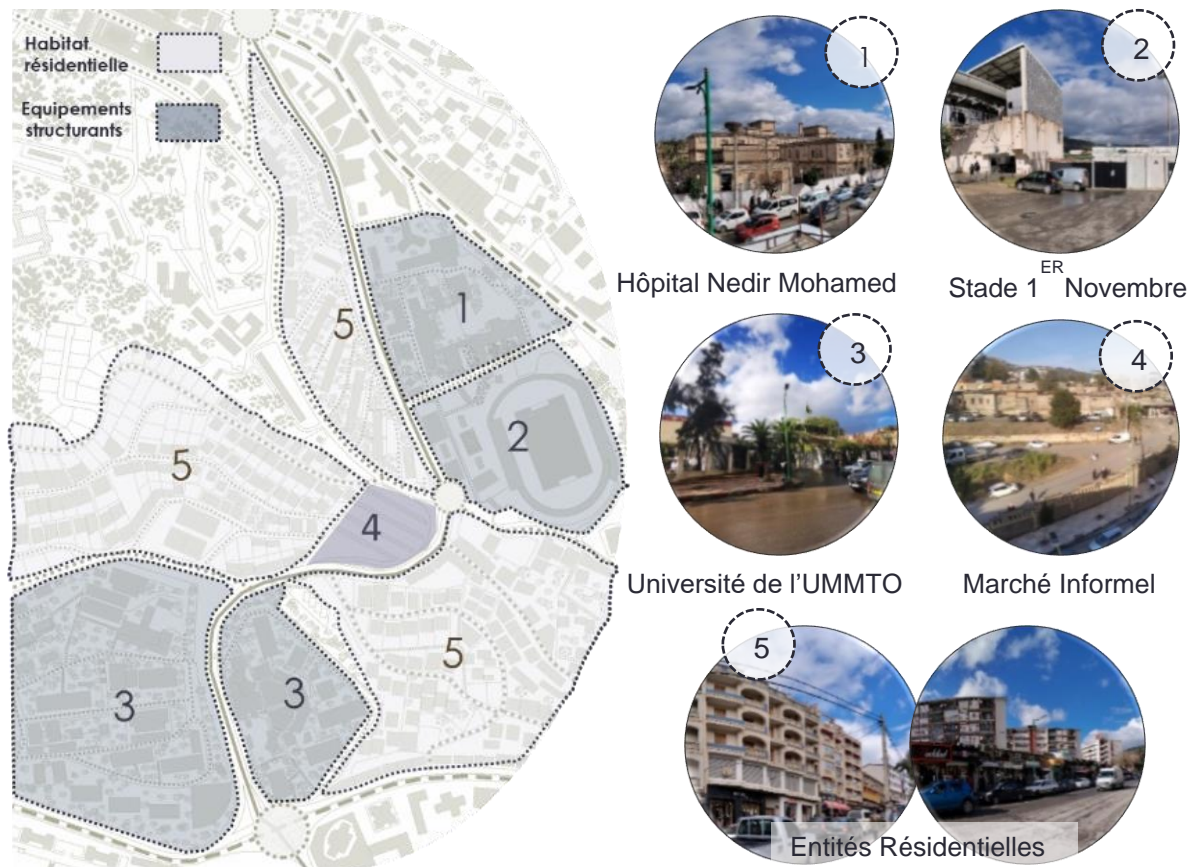 Habitat
résidentielle
Equipements
structurants
1
2
5
5
4
5
3
3
1
Hôpital Nedir Mohamed
2
Stade 1ER Novembre
3
Université de l’UMMTO
4
Marché Informel
5
Entités Résidentielles